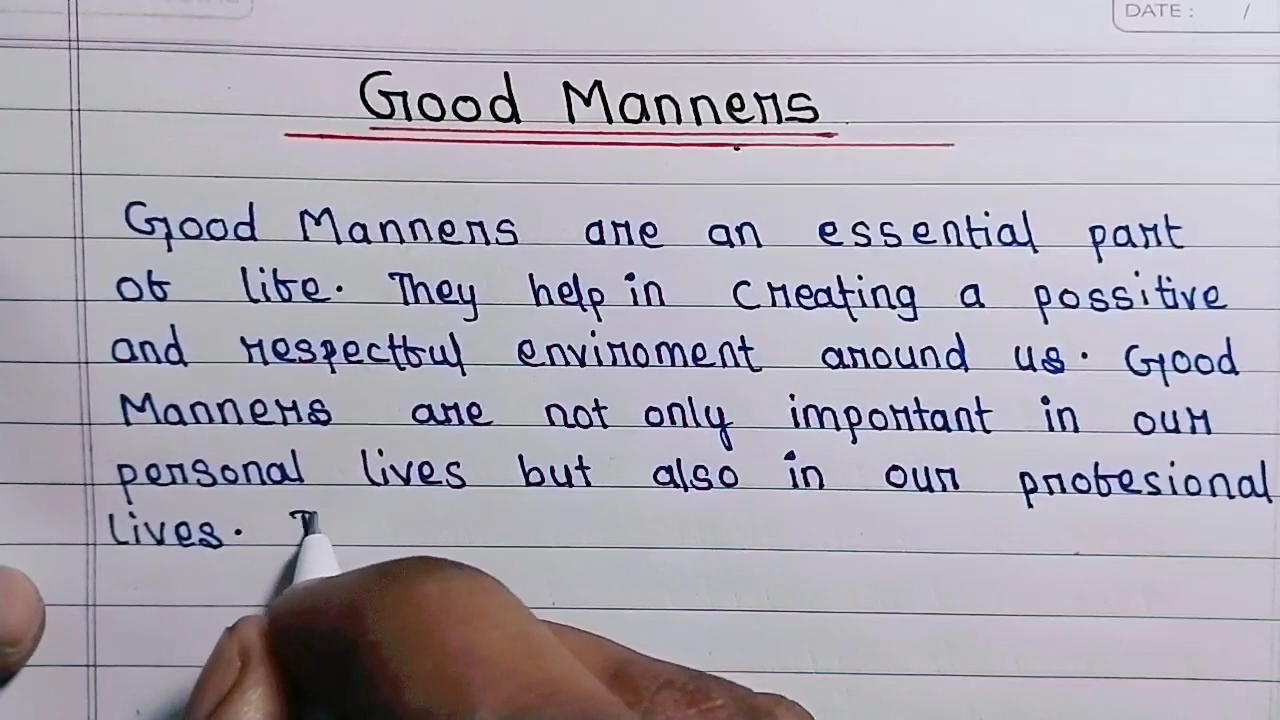 DATE: /
Good Manners
Good Manners are an essential part
of life. They help in creating a possitive
and respectful enviroment around us. Good
Manners are not only important in our
personal lives but also in our profesional
lives. T